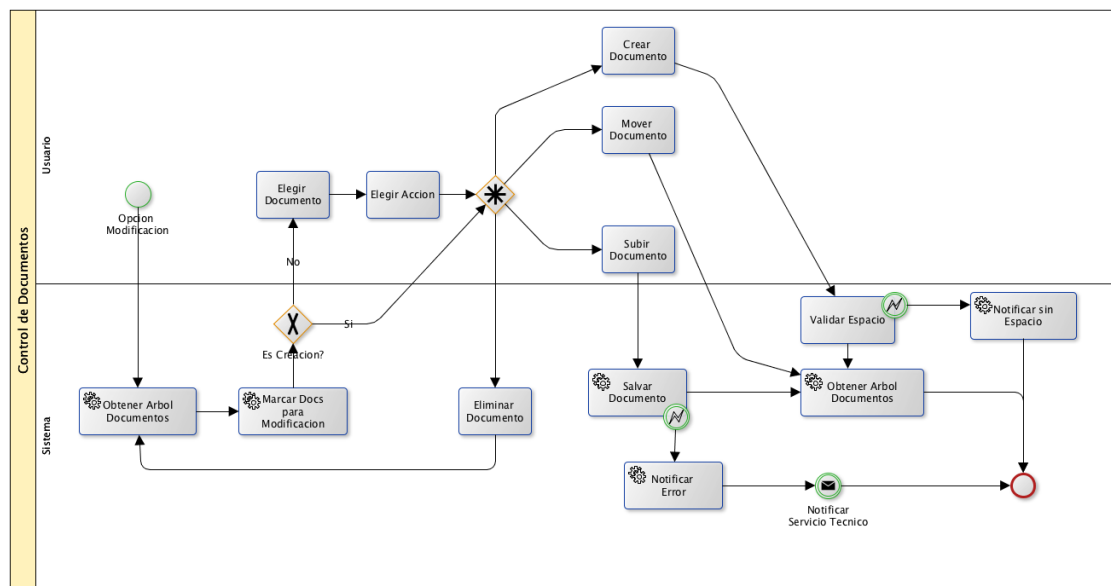 Control de Documentos
Usuario
Crear
Documento
Mover
Documento
Elegir
Documento
Elegir Accion
Opcion
Modificacion
Subir
Documento
No
Sistema
Validar Espacio
Notificar sin
Espacio
Si
Es Creacion?
Obtener Arbol
Documentos
Marcar Docs
para
Modificacion
Eliminar
Documento
Salvar
Documento
Obtener Arbol
Documentos
Notificar
Error
Notificar
Servicio Tecnico